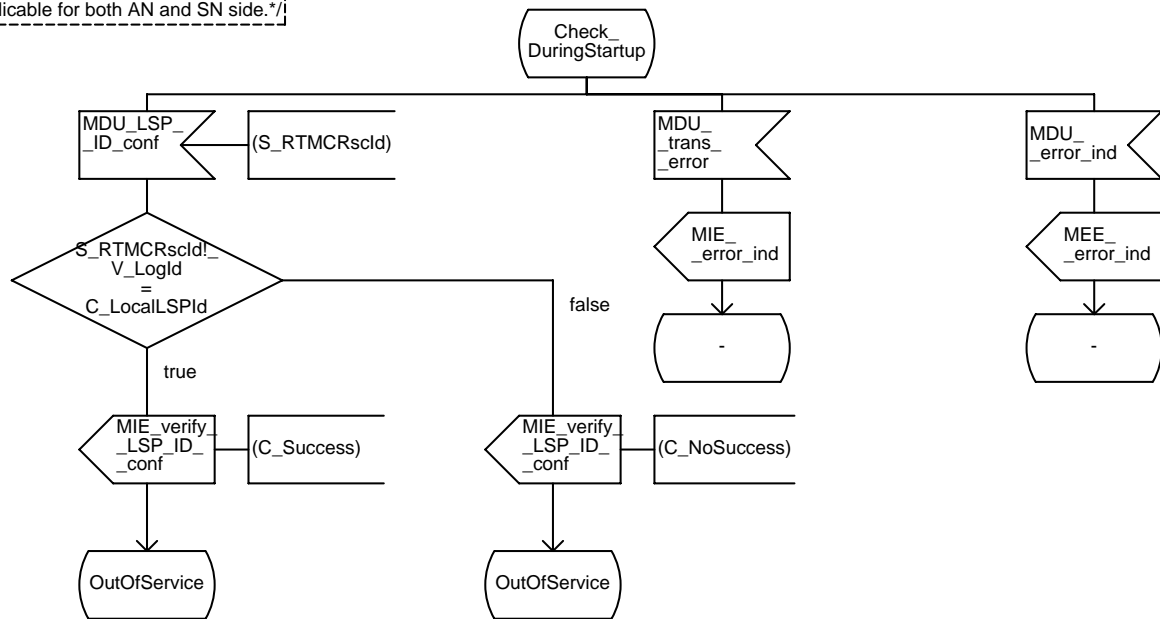 for both AN and SN side.*/
Check_
DuringStartup
MDU_LSP_
_ID_conf
(S_RTMCRscId)
MDU_
_trans_
_error
MDU_
_error_ind
S_RTMCRscId!_
V_LogId
=
C_LocalLSPId
MIE_
_error_ind
MEE_
_error_ind
false
-
-
true
MIE_verify_
_LSP_ID_
_conf
(C_Success)
MIE_verify_
_LSP_ID_
_conf
(C_NoSuccess)
OutOfService
OutOfService